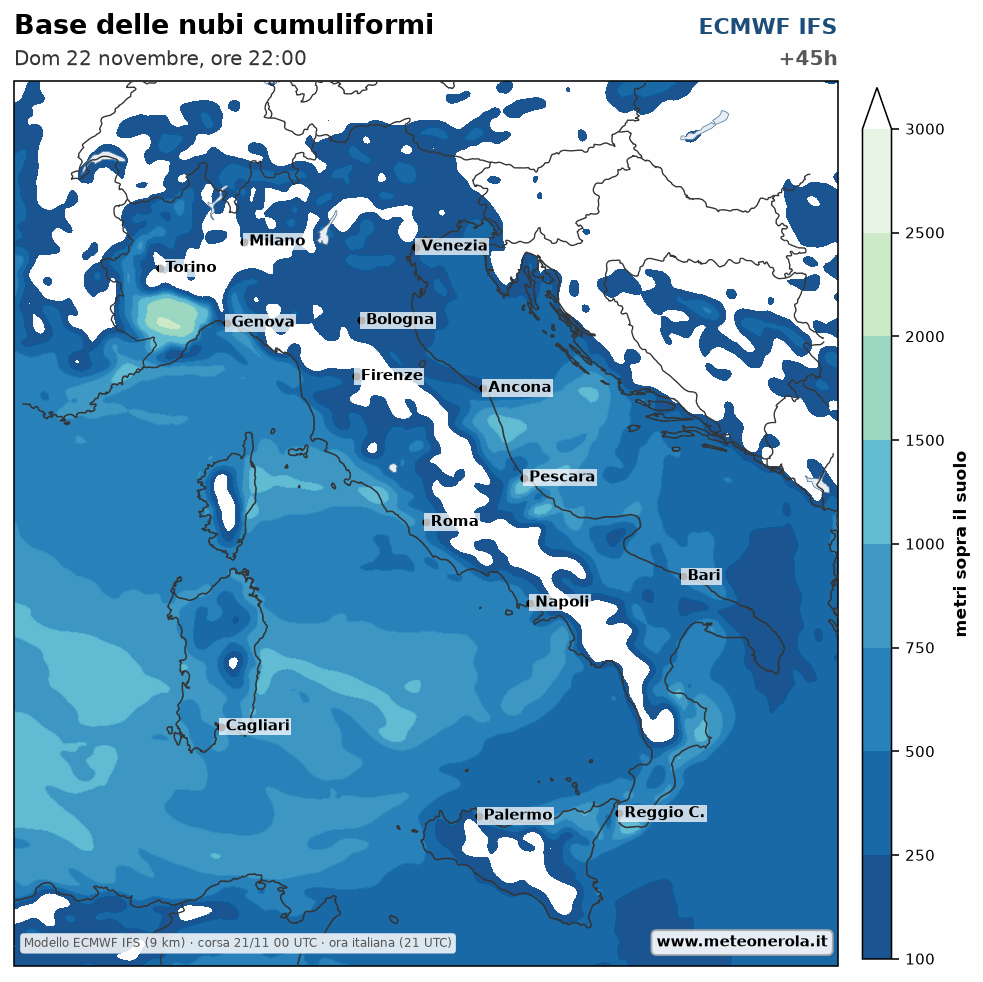 Base delle nubi cumuliformi
ECMWF IFS
Dom 22 novembre, ore 22:00
+45h
Milano
Venezia
Torino
Genova
Bologna
Firenze
Ancona
Pescara
Roma
Bari
Napoli
Cagliari
Palermo
Reggio C.
3000
2500
2000
1500
1000
750
500
250
100
metri sopra il suolo
Modello ECMWF IFS (9 km) · corsa 21/11 00 UTC · ora italiana (21 UTC)
www.meteonerola.it